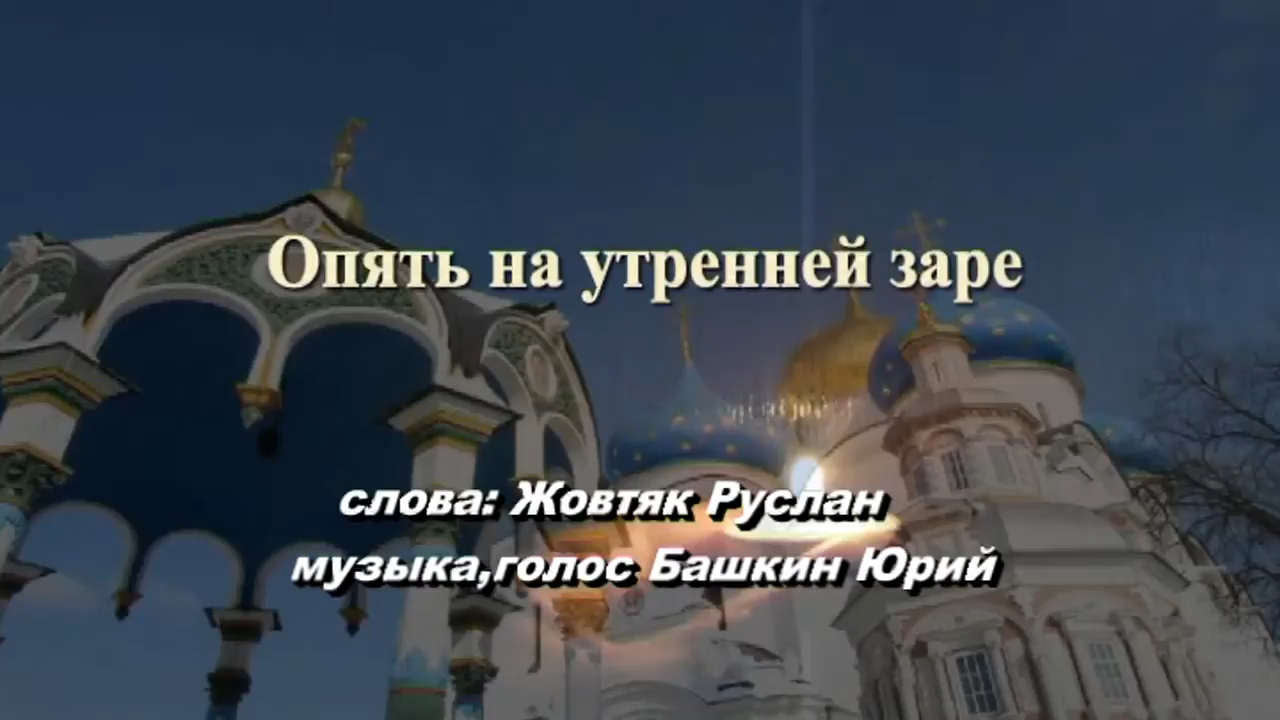 Опять на утренней заре
слова: Жовтяк Руслан
музыка,голос Башкин Юрий